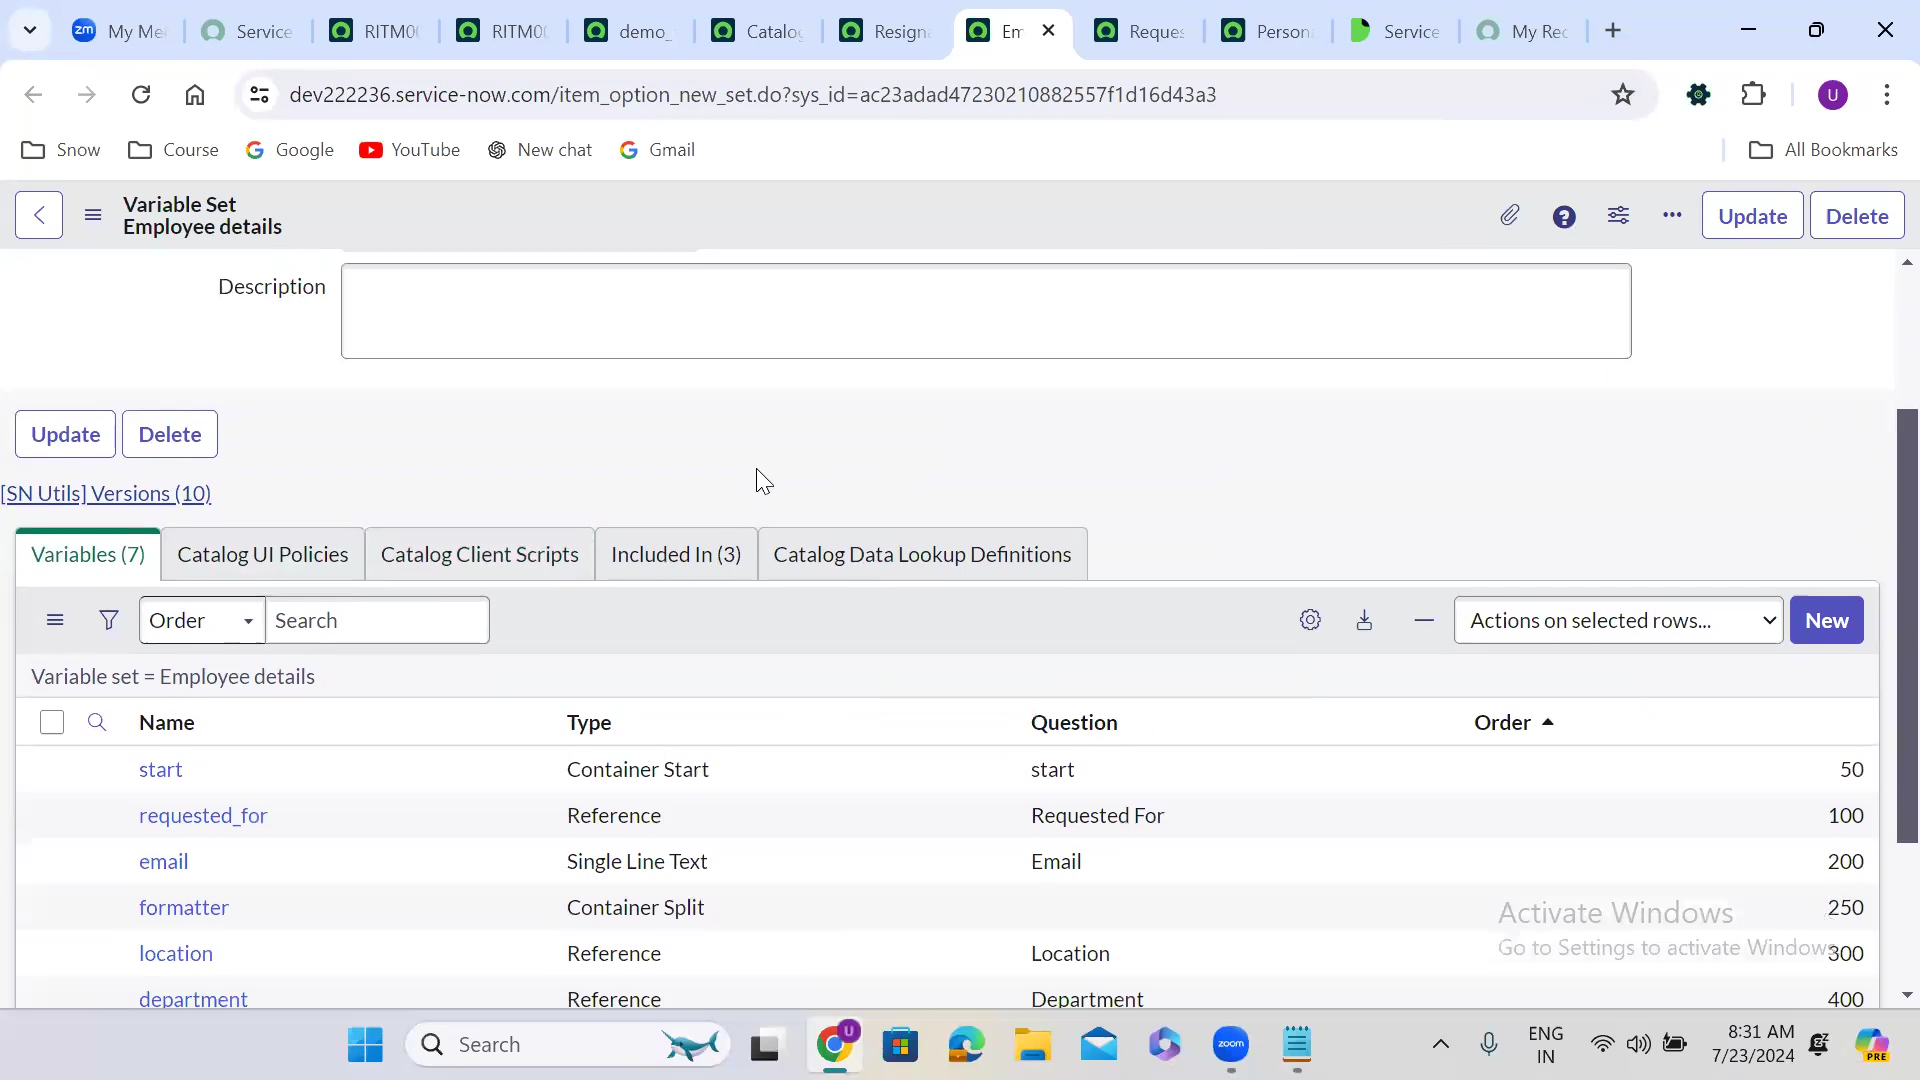 zm My Me
Service
RITM0
RITM0
demo_
Catalo
Resign
Em
Reques
Person
Service
My Rec
dev222236.service-now.com/item_option_new_set.do?sys_id=ac23adad47230210882557f1d16d43a3
U
Snow
Course
Google
YouTube
New chat
Gmail
All Bookmarks
Variable Set
Employee details
Update
Delete
Description
Update
Delete
[SN Utils] Versions (10)
Variables (7)
Catalog UI Policies
Catalog Client Scripts
Included In (3)
Catalog Data Lookup Definitions
Order
Search
Actions on selected rows...
New
Variable set = Employee details
Name Type Question Order
start Container Start start 50
requested_for Reference Requested For 100
email Single Line Text Email 200
formatter Container Split 250
location Reference Location 300
department Reference Department 400
Activate Windows
Go to Settings to activate Windows
Search
U
zoom
ENG
IN
8:31 AM
7/23/2024
PRE